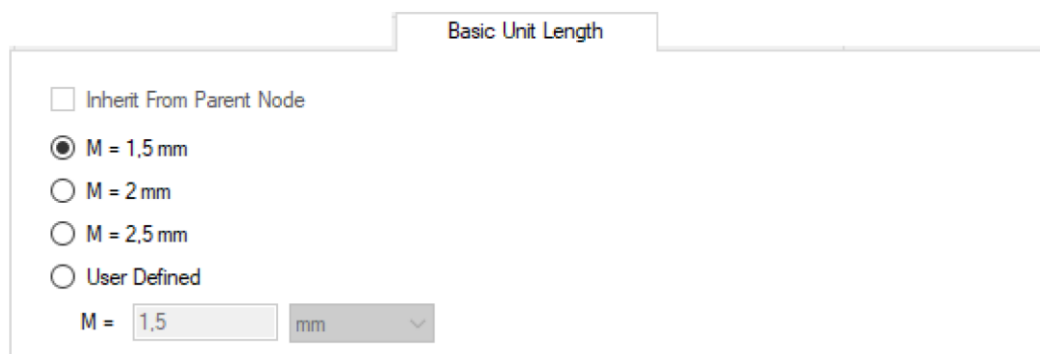 Basic Unit Length
Inherit From Parent Node
M = 1,5 mm
M = 2 mm
M = 2,5 mm
User Defined
M = 1,5 mm